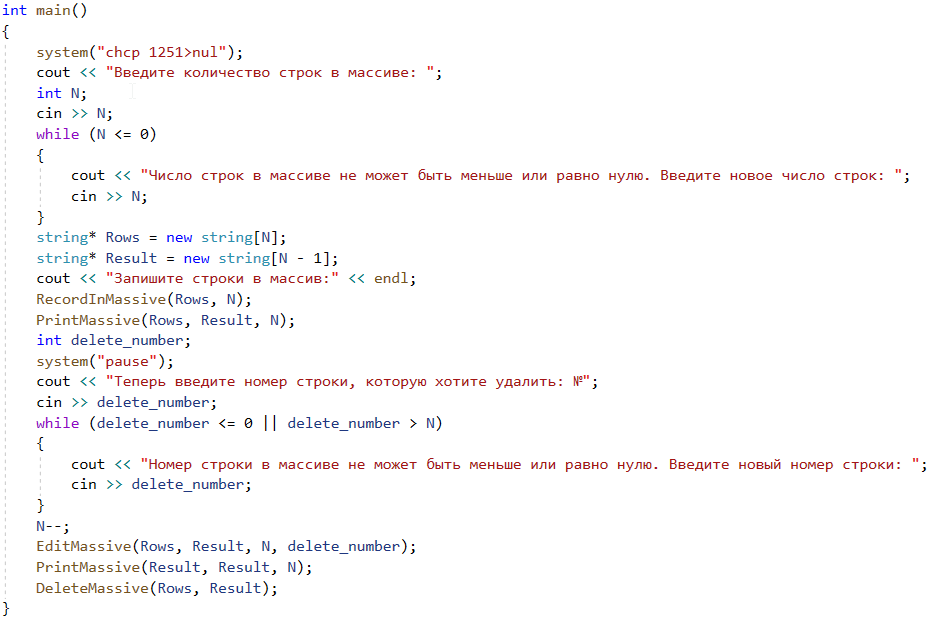 int main()
{
    system("chcp 1251>nul");
    cout << "Введите количество строк в массиве: ";
    int N;
    cin >> N;
    while (N <= 0)
    {
        cout << "Число строк в массиве не может быть меньше или равно нулю. Введите новое число строк: ";
        cin >> N;
    }
    string* Rows = new string[N];
    string* Result = new string[N - 1];
    cout << "Запишите строки в массив:" << endl;
    RecordInMassive(Rows, N);
    PrintMassive(Rows, Result, N);
    int delete_number;
    system("pause");
    cout << "Теперь введите номер строки, которую хотите удалить: №";
    cin >> delete_number;
    while (delete_number <= 0 || delete_number > N)
    {
        cout << "Номер строки в массиве не может быть меньше или равно нулю. Введите новый номер строки: ";
        cin >> delete_number;
    }
    N--;
    EditMassive(Rows, Result, N, delete_number);
    PrintMassive(Result, Result, N);
    DeleteMassive(Rows, Result);
}